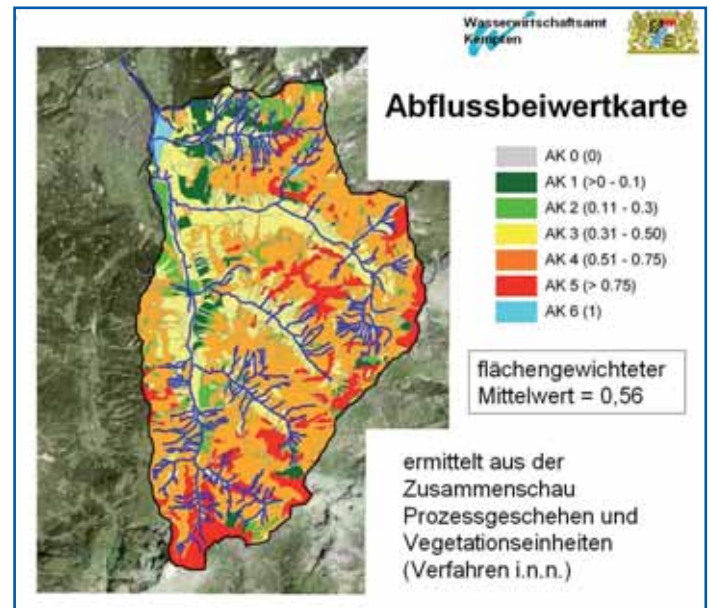 Wasserwirtschaftsamt
Kempten
Abflussbeiwertkarte
AK 0 (0)
AK 1 (>0 - 0.1)
AK 2 (0.11 - 0.3)
AK 3 (0.31 - 0.50)
AK 4 (0.51 - 0.75)
AK 5 (> 0.75)
AK 6 (1)
flächengewichteter
Mittelwert = 0,56
ermittelt aus der
Zusammenschau
Prozessgeschehen und
Vegetationseinheiten
(Verfahren i.n.n.)